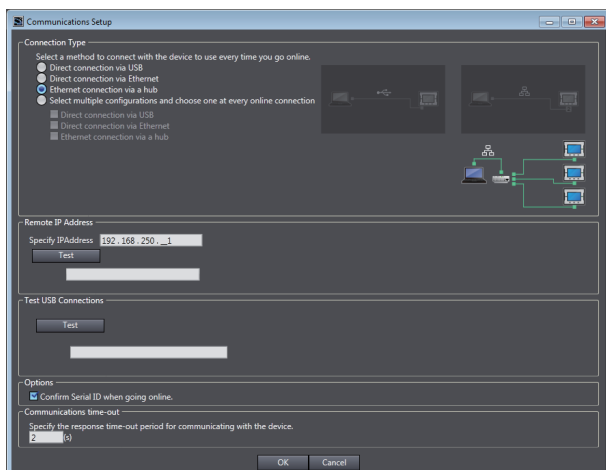 Communications Setup
Connection Type
Select a method to connect with the device to use every time you go online.
Direct connection via USB
Direct connection via Ethernet
Ethernet connection via a hub
Select multiple configurations and choose one at every online connection
Direct connection via USB
Direct connection via Ethernet
Ethernet connection via a hub
Remote IP Address
Specify IPAddress 192.168.250.__1
Test
Test USB Connections
Test
Options
Confirm Serial ID when going online.
Communications time-out
Specify the response time-out period for communicating with the device.
2 (s)
OK Cancel